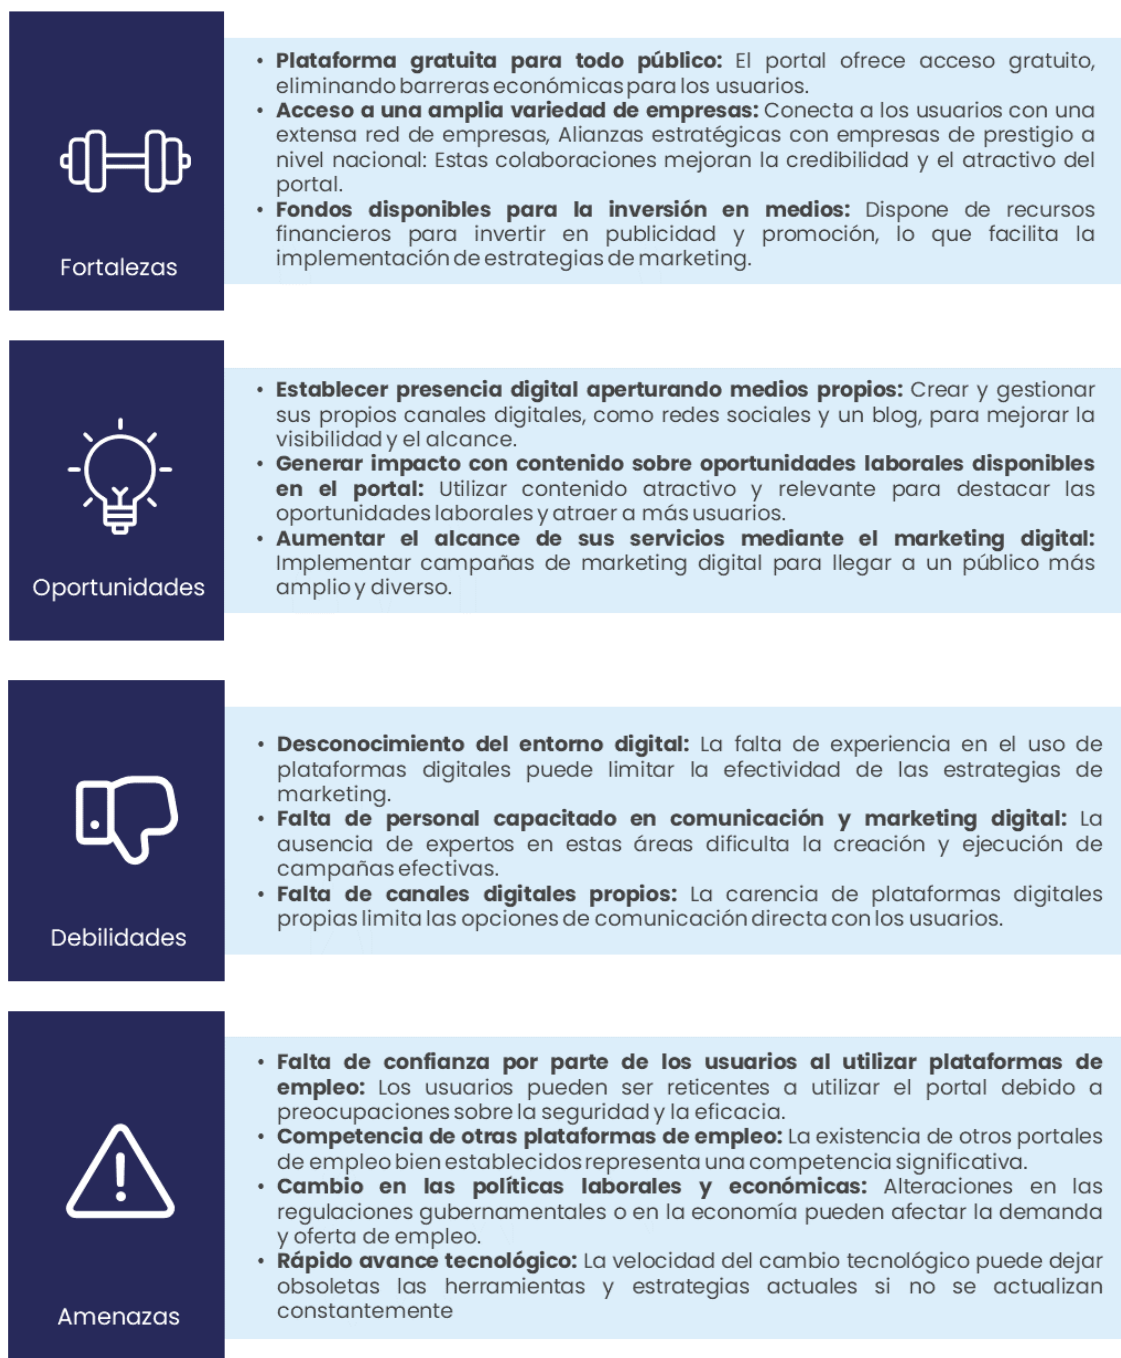 • Plataforma gratuita para todo público: El portal ofrece acceso gratuito,
eliminando barreras económicas para los usuarios.
• Acceso a una amplia variedad de empresas: Conecta a los usuarios con una
extensa red de empresas, Alianzas estratégicas con empresas de prestigio a
nivel nacional: Estas colaboraciones mejoran la credibilidad y el atractivo del
portal.
• Fondos disponibles para la inversión en medios: Dispone de recursos
financieros para invertir en publicidad y promoción, lo que facilita la
implementación de estrategias de marketing.
Fortalezas
• Establecer presencia digital aperturando medios propios: Crear y gestionar
sus propios canales digitales, como redes sociales y un blog, para mejorar la
visibilidad y el alcance.
• Generar impacto con contenido sobre oportunidades laborales disponibles
en el portal: Utilizar contenido atractivo y relevante para destacar las
oportunidades laborales y atraer a más usuarios.
• Aumentar el alcance de sus servicios mediante el marketing digital:
Implementar campañas de marketing digital para llegar a un público más
amplio y diverso.
Oportunidades
• Desconocimiento del entorno digital: La falta de experiencia en el uso de
plataformas digitales puede limitar la efectividad de las estrategias de
marketing.
• Falta de personal capacitado en comunicación y marketing digital: La
ausencia de expertos en estas áreas dificulta la creación y ejecución de
campañas efectivas.
• Falta de canales digitales propios: La carencia de plataformas digitales
propias limita las opciones de comunicación directa con los usuarios.
Debilidades
• Falta de confianza por parte de los usuarios al utilizar plataformas de
empleo: Los usuarios pueden ser reticentes a utilizar el portal debido a
preocupaciones sobre la seguridad y la eficacia.
• Competencia de otras plataformas de empleo: La existencia de otros portales
de empleo bien establecidos representa una competencia significativa.
• Cambio en las políticas laborales y económicas: Alteraciones en las
regulaciones gubernamentales o en la economía pueden afectar la demanda
y oferta de empleo.
• Rápido avance tecnológico: La velocidad del cambio tecnológico puede dejar
obsoletas las herramientas y estrategias actuales si no se actualizan
constantemente
Amenazas